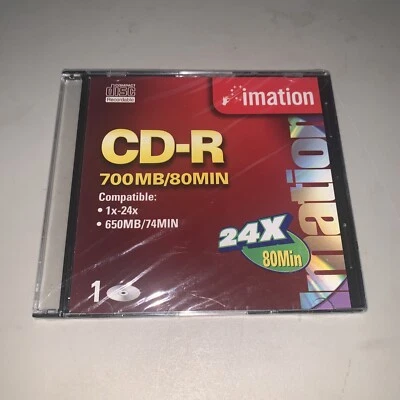 COMPACT
disc
Recordable
imation
CD-R
700MB/80MIN
Compatible:
• 1x-24x
• 650MB/74MIN
24X
80Min
imation
1